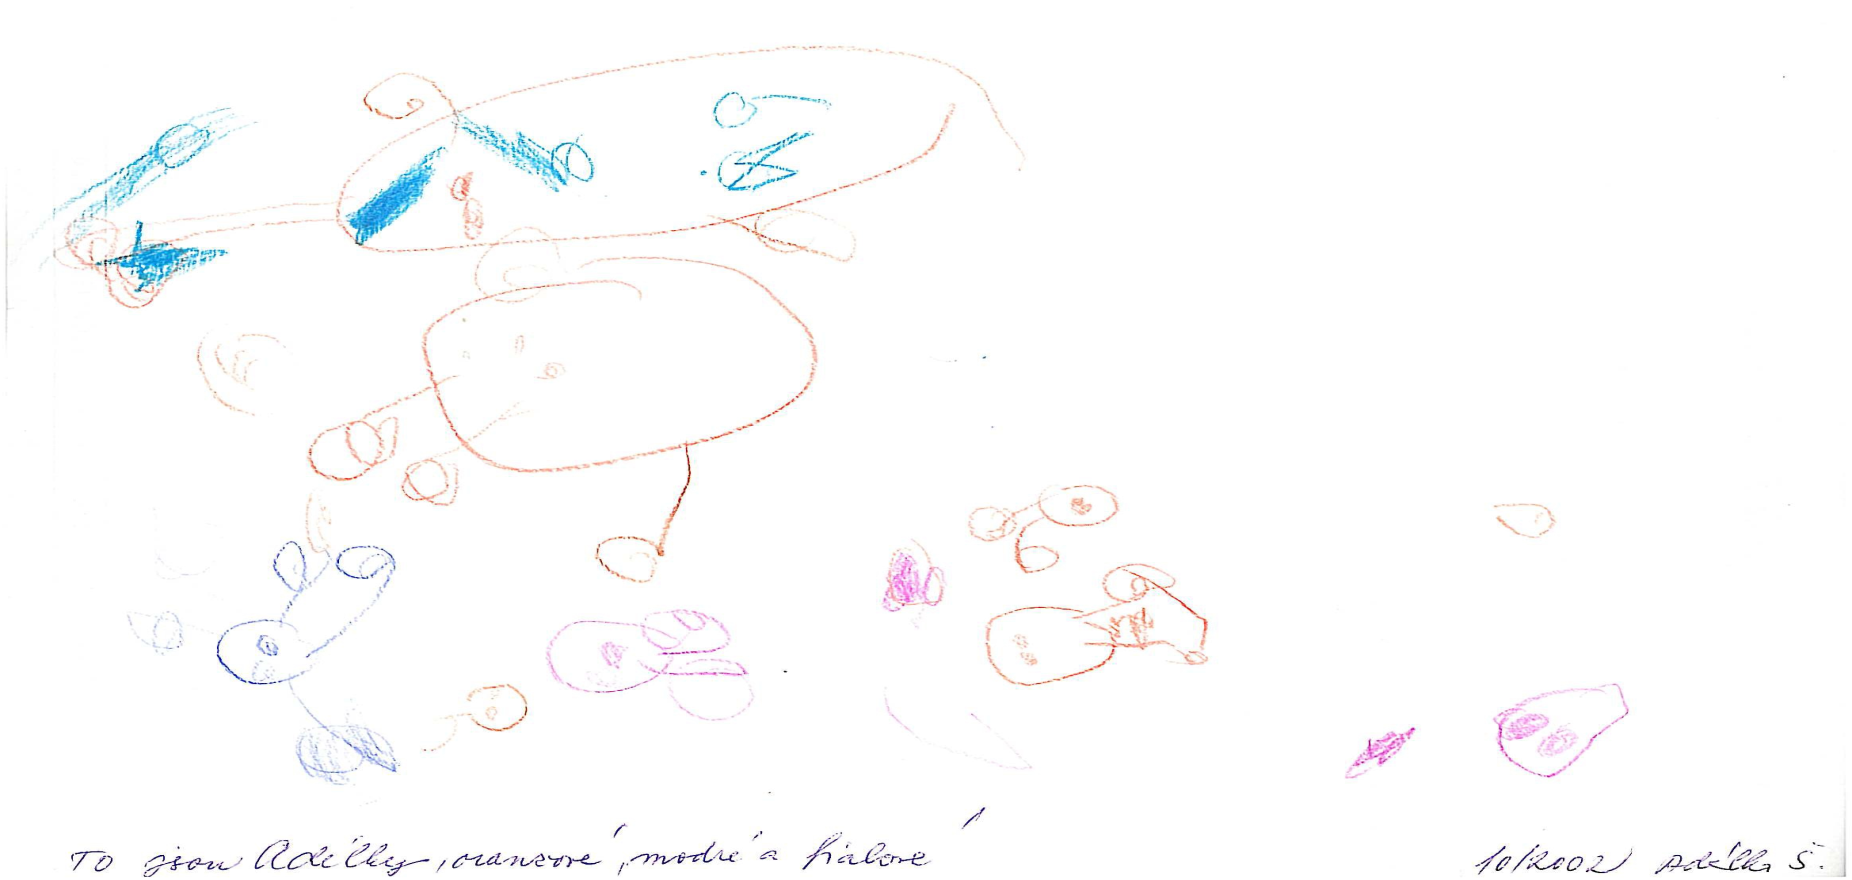 To jsou Adélky, oranžové, modré a fialové
10/2002 Adélka Š.